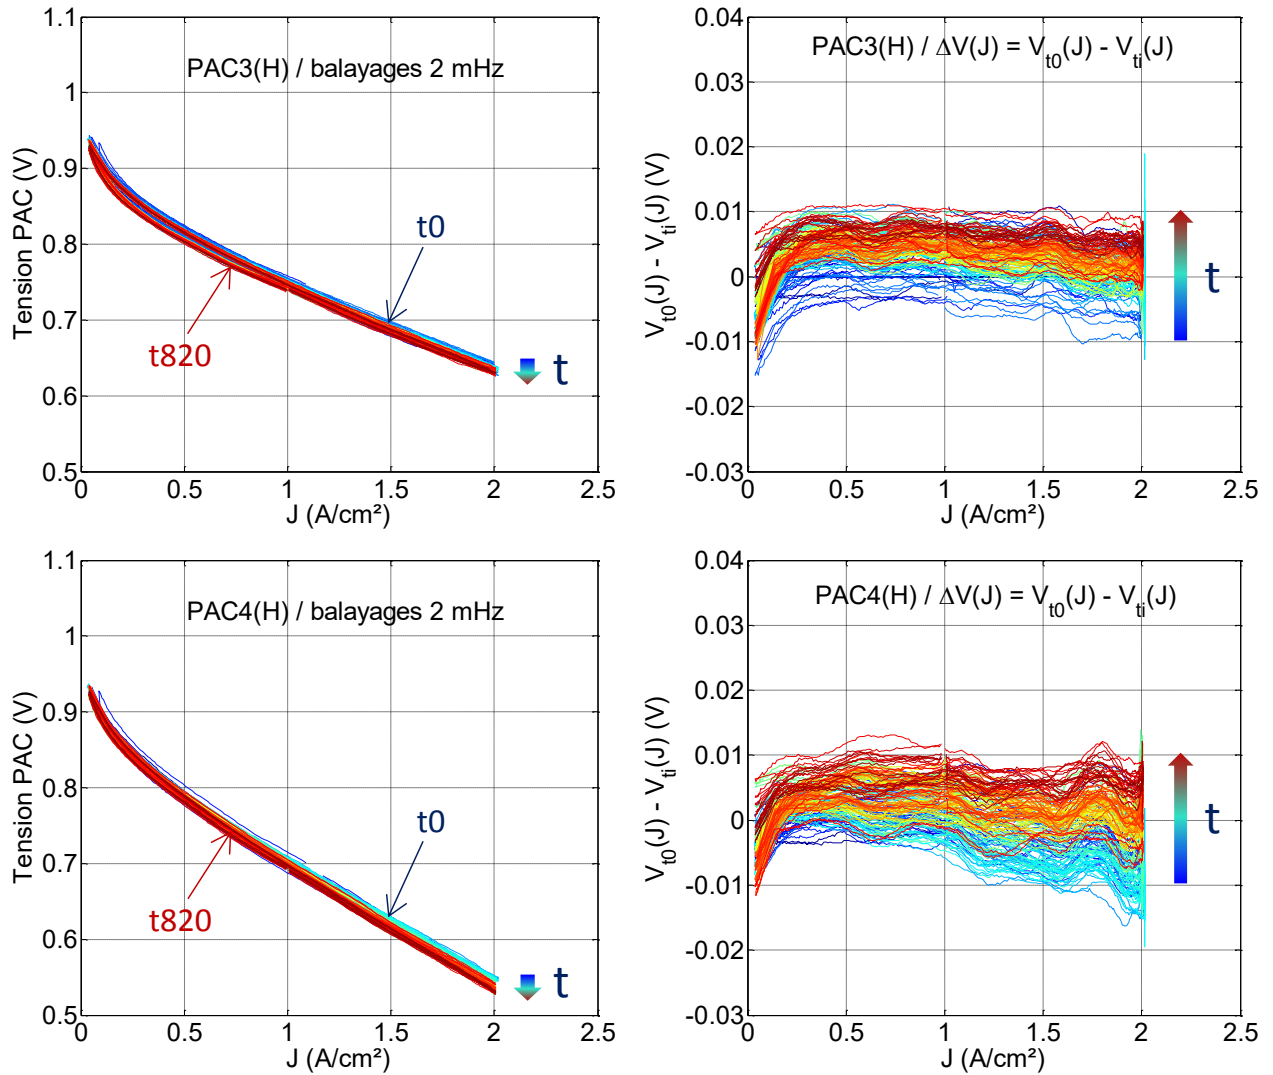 PAC3(H) / balayages 2 mHz
Tension PAC (V)
1.1
1
0.9
0.8
0.7
0.6
0.5
t0
t820
t
0 0.5 1 1.5 2 2.5
J (A/cm²)
PAC3(H) / ΔV(J) = Vt0(J) - Vti(J)
Vt0(J) - Vti(J) (V)
0.04
0.03
0.02
0.01
0
-0.01
-0.02
-0.03
t
0 0.5 1 1.5 2 2.5
J (A/cm²)
PAC4(H) / balayages 2 mHz
Tension PAC (V)
1.1
1
0.9
0.8
0.7
0.6
0.5
t0
t820
t
0 0.5 1 1.5 2 2.5
J (A/cm²)
PAC4(H) / ΔV(J) = Vt0(J) - Vti(J)
Vt0(J) - Vti(J) (V)
0.04
0.03
0.02
0.01
0
-0.01
-0.02
-0.03
t
0 0.5 1 1.5 2 2.5
J (A/cm²)